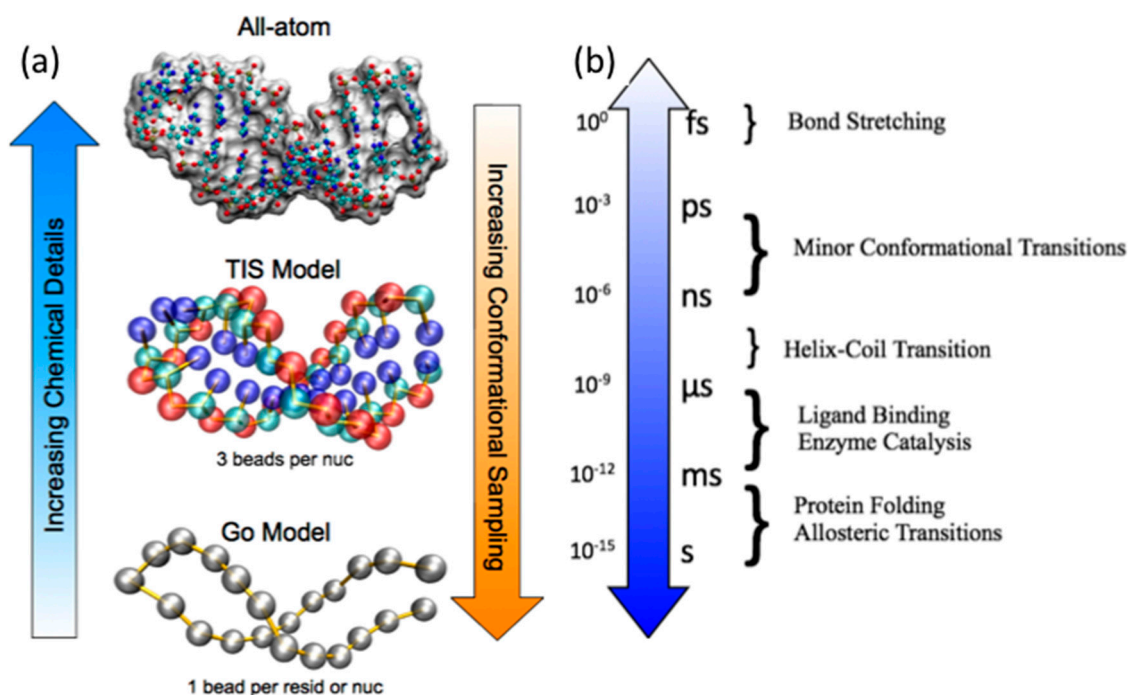 (a)
All-atom
Increasing Chemical Details
Increasing Conformational Sampling
TIS Model
3 beads per nuc
Go Model
1 bead per resid or nuc
(b)
10⁰ fs Bond Stretching
10⁻³ ps
Minor Conformational Transitions
10⁻⁶ ns
Helix-Coil Transition
10⁻⁹ μs
Ligand Binding
Enzyme Catalysis
10⁻¹² ms
Protein Folding
Allosteric Transitions
10⁻¹⁵ s